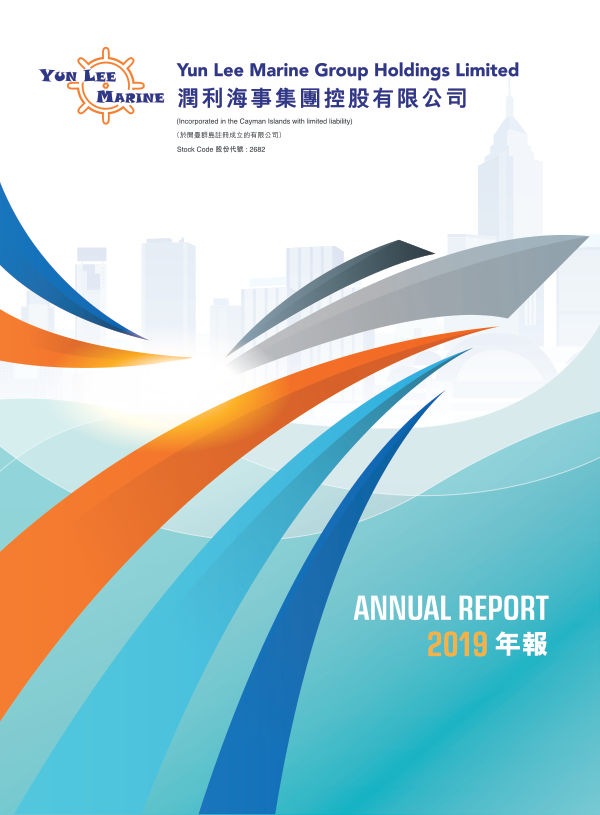 YUN LEE
MARINE
Yun Lee Marine Group Holdings Limited
潤利海事集團控股有限公司
(Incorporated in the Cayman Islands with limited liability)
(於開曼群島註冊成立的有限公司)
Stock Code 股份代號 : 2682
ANNUAL REPORT
2019 年報